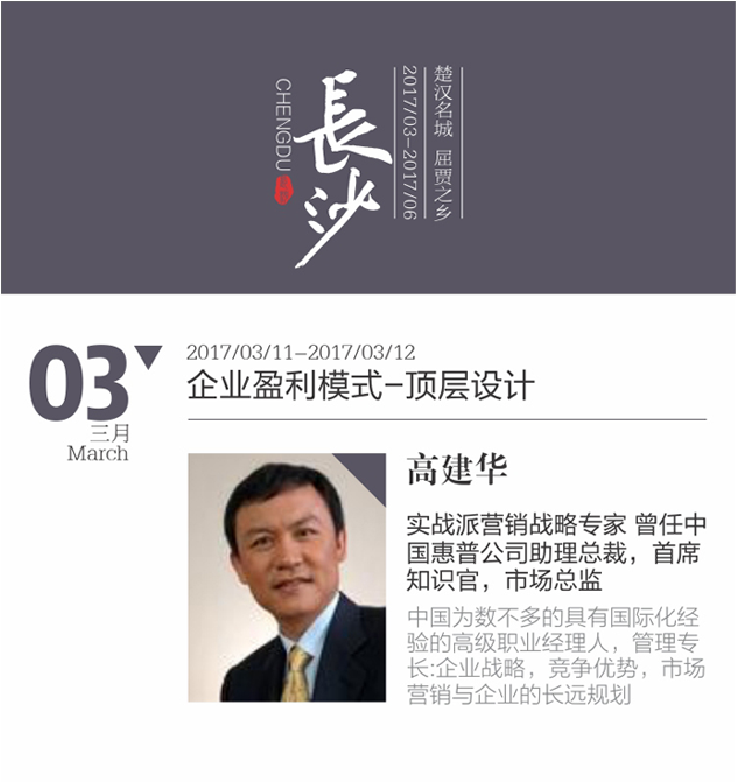 CHENGDU
長沙
2017/03-2017/06
楚汉名城 屈贾之乡
03
三月
March
2017/03/11-2017/03/12
企业盈利模式-顶层设计
高建华
实战派营销战略专家 曾任中
国惠普公司助理总裁，首席
知识官，市场总监
中国为数不多的具有国际化经
验的高级职业经理人，管理专
长:企业战略，竞争优势，市场
营销与企业的长远规划